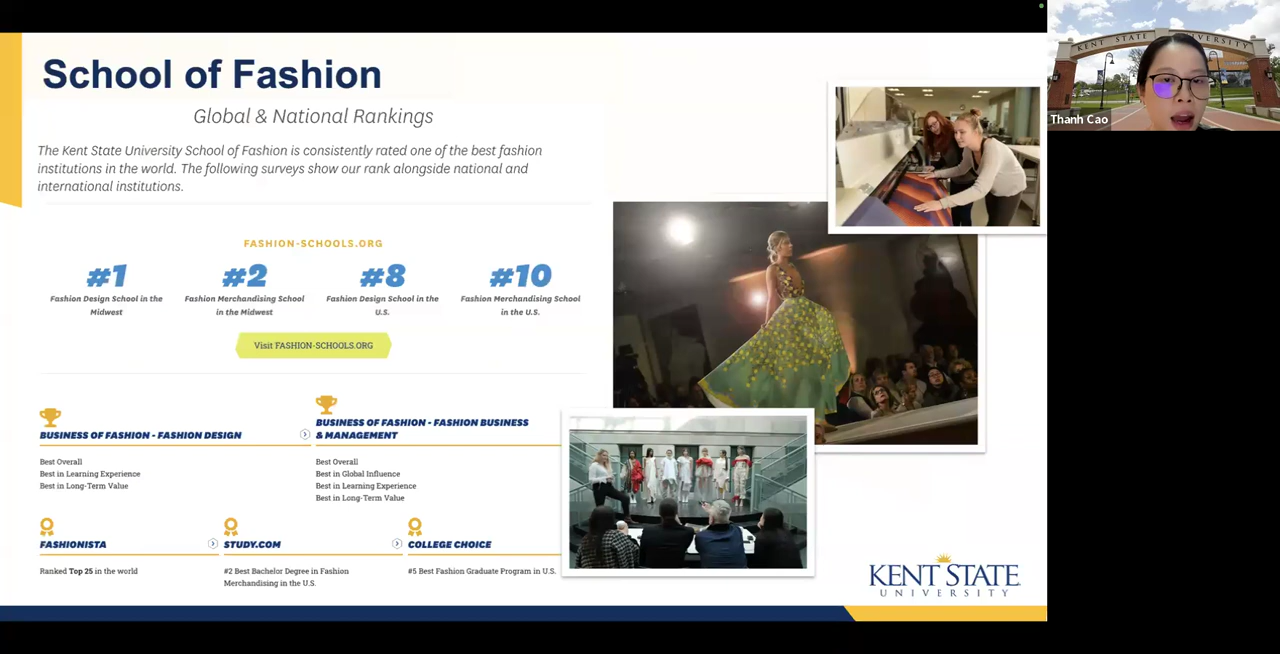 School of Fashion
Global & National Rankings
The Kent State University School of Fashion is consistently rated one of the best fashion
institutions in the world. The following surveys show our rank alongside national and
international institutions.
FASHION-SCHOOLS.ORG
#1
Fashion Design School in the
Midwest
#2
Fashion Merchandising School
in the Midwest
#8
Fashion Design School in the
U.S.
#10
Fashion Merchandising School
in the U.S.
Visit FASHION-SCHOOLS.ORG
BUSINESS OF FASHION - FASHION DESIGN
Best Overall
Best in Learning Experience
Best in Long-Term Value
BUSINESS OF FASHION - FASHION BUSINESS
& MANAGEMENT
Best Overall
Best in Global Influence
Best in Learning Experience
Best in Long-Term Value
FASHIONISTA
Ranked Top 25 in the world
STUDY.COM
#2 Best Bachelor Degree in Fashion
Merchandising in the U.S.
COLLEGE CHOICE
#5 Best Fashion Graduate Program in U.S.
KENT STATE
UNIVERSITY
KENT STATE UNIVERSITY
Thanh Cao